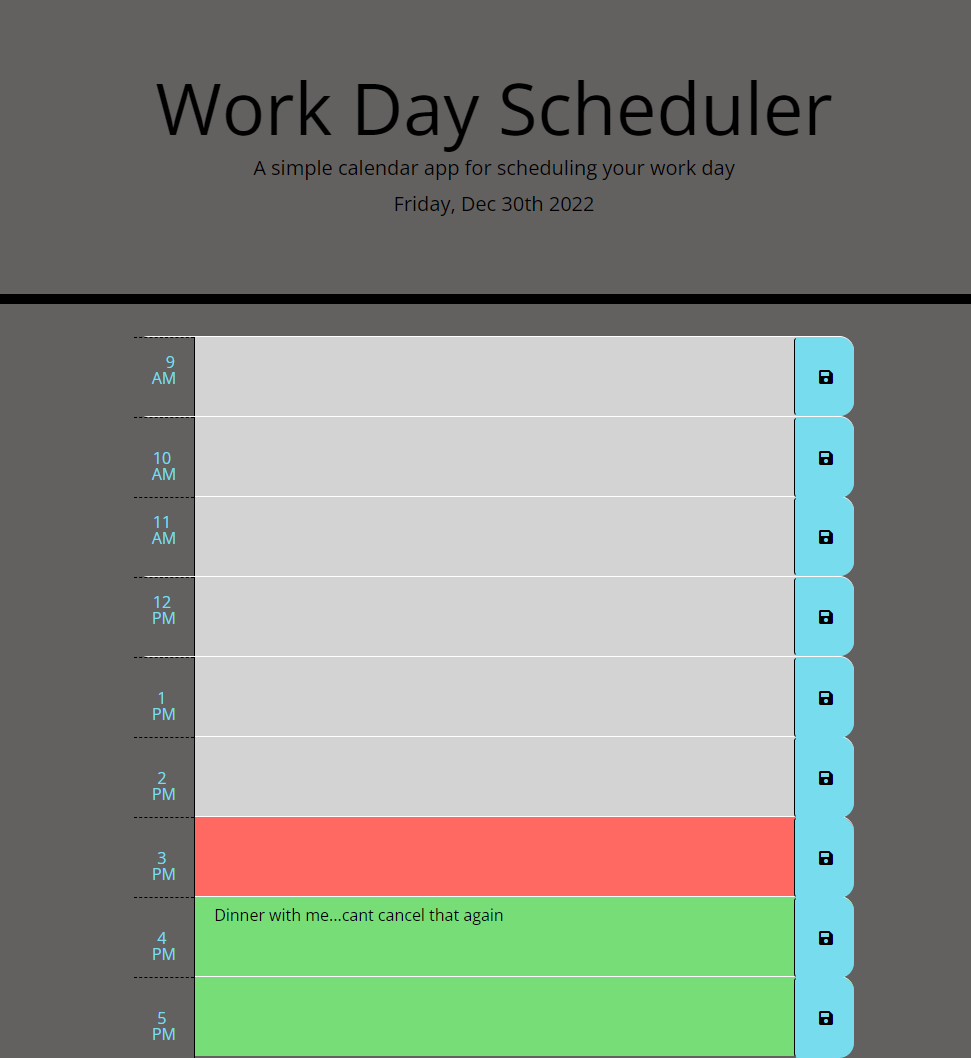 Work Day Scheduler
A simple calendar app for scheduling your work day
Friday, Dec 30th 2022
9
AM
10
AM
11
AM
12
PM
1
PM
2
PM
3
PM
4
PM
Dinner with me...cant cancel that again
5
PM